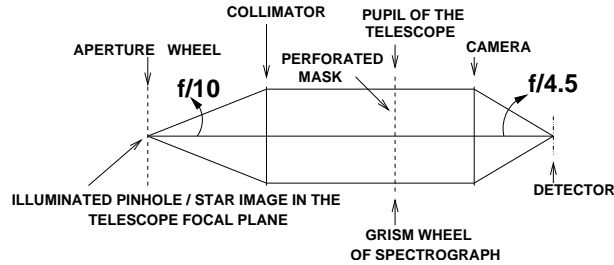 COLLIMATOR
PUPIL OF THE
TELESCOPE
APERTURE WHEEL
CAMERA
PERFORATED
MASK
f/10
f/4.5
ILLUMINATED PINHOLE / STAR IMAGE IN THE
TELESCOPE FOCAL PLANE
DETECTOR
GRISM WHEEL
OF SPECTROGRAPH